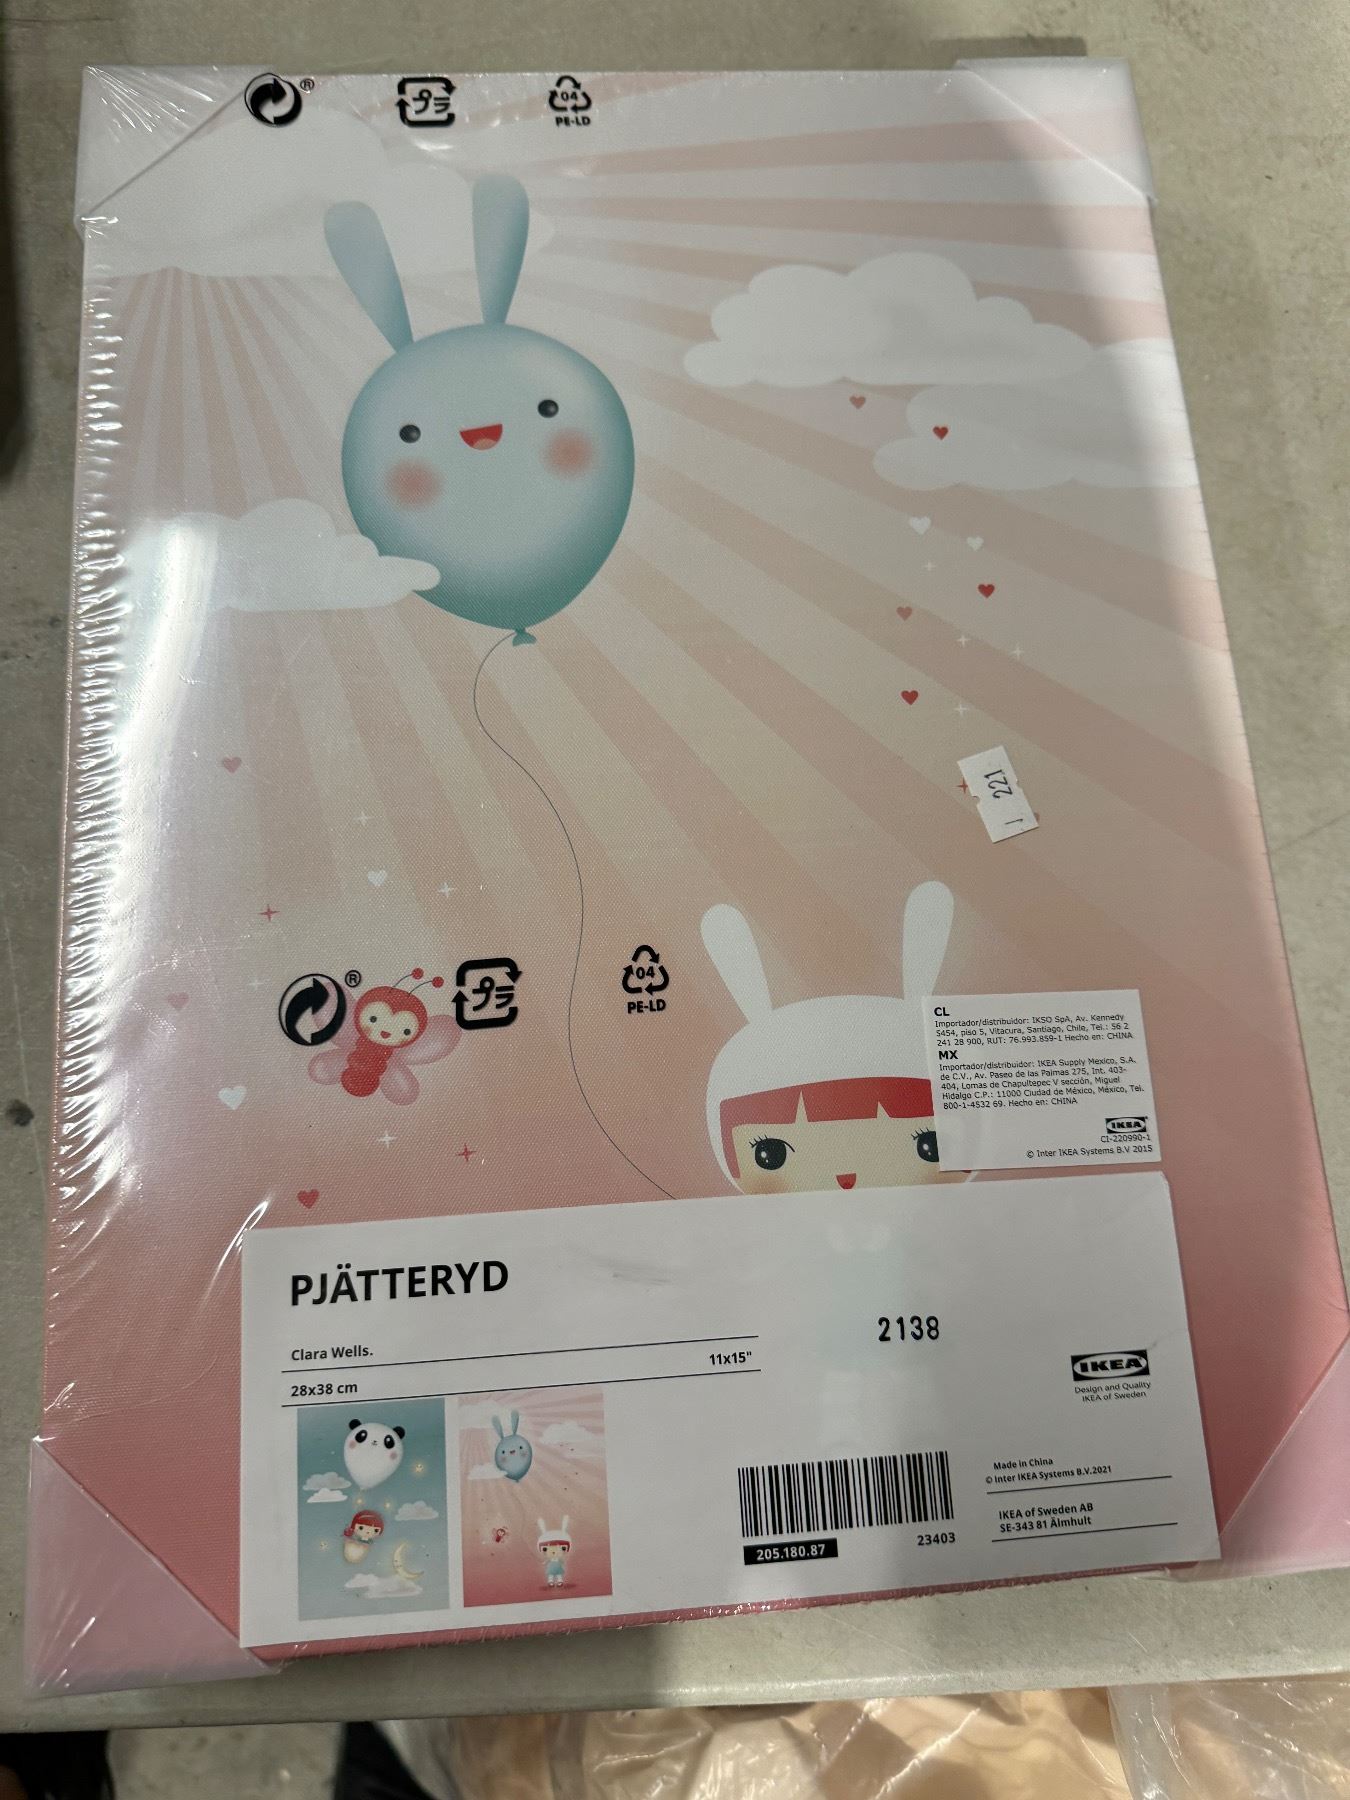 ®
プラ
04
PE-LD
221
®
プラ
04
PE-LD
CL
Importador/distribuidor: IKSO SpA, Av. Kennedy
5454, piso 5, Vitacura, Santiago, Chile, Tel.: 56 2
241 28 900, RUT: 76.993.859-1 Hecho en: CHINA
MX
Importador/distribuidor: IKEA Supply Mexico, S.A.
de C.V., Av. Paseo de las Palmas 275, Int. 403-
404, Lomas de Chapultepec V sección, Miguel
Hidalgo C.P.: 11000 Ciudad de México, México, Tel.
800-1-4532 69. Hecho en: CHINA
IKEA
CI-220990-1
© Inter IKEA Systems B.V 2015
PJÄTTERYD
2138
Clara Wells.
11x15"
28x38 cm
IKEA
Design and Quality
IKEA of Sweden
Made in China
© Inter IKEA Systems B.V.2021
IKEA of Sweden AB
SE-343 81 Älmhult
205.180.87
23403